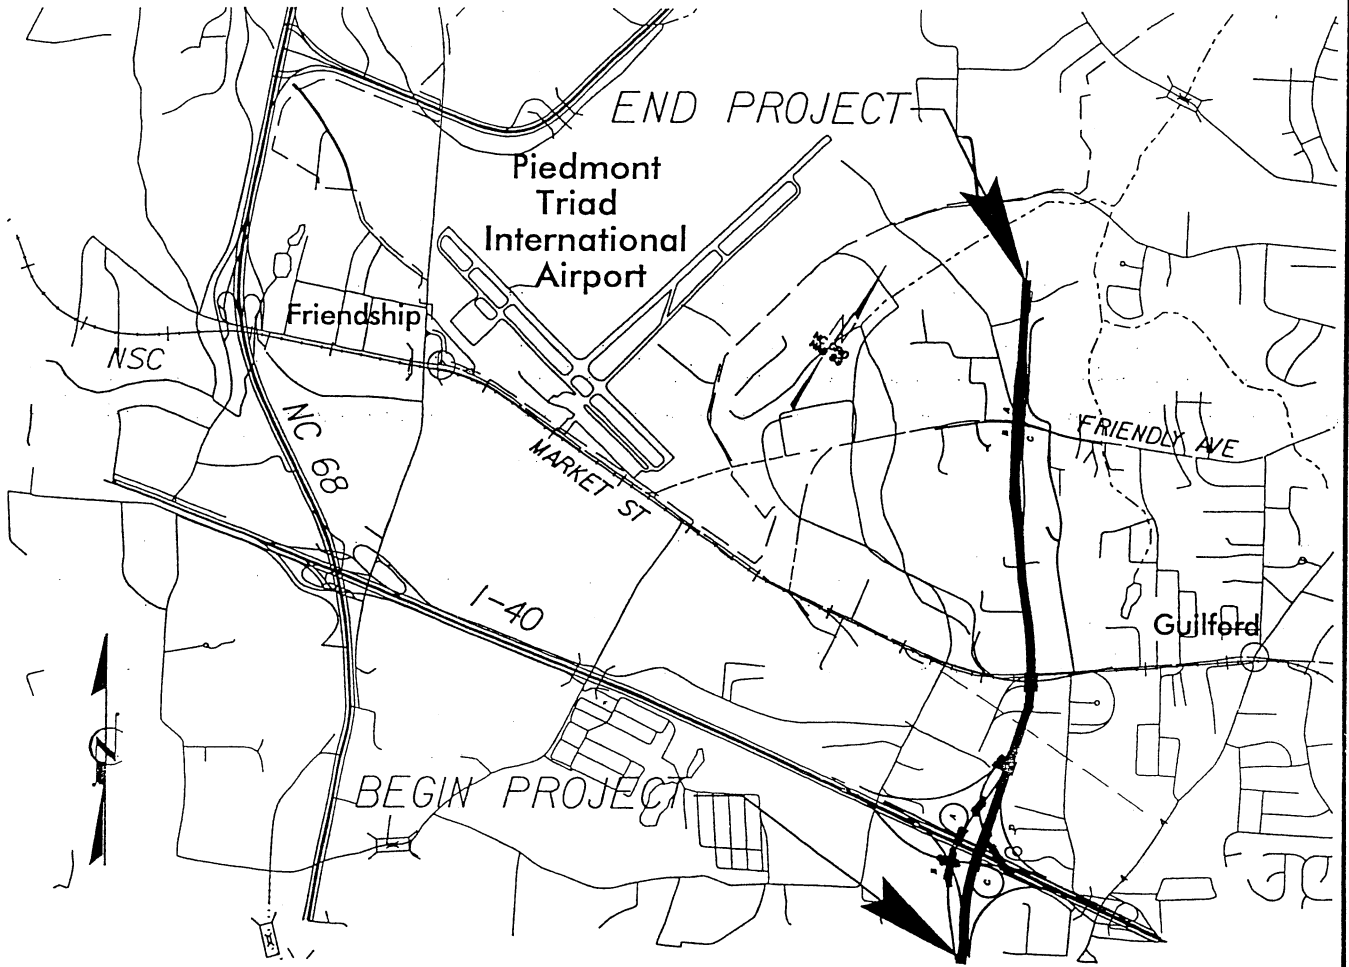 END PROJECT
Piedmont
Triad
International
Airport
Friendship
NSC
NC 68
MARKET ST
FRIENDLY AVE
I-40
Guilford
BEGIN PROJECT